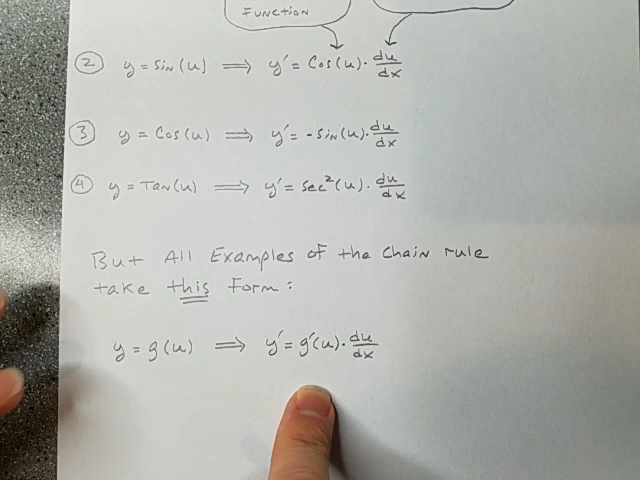 Function
② y = sin(u) ⟹ y' = cos(u) · du/dx
③ y = cos(u) ⟹ y' = -sin(u) · du/dx
④ y = Tan(u) ⟹ y' = sec²(u) · du/dx
But All Examples of the chain rule
take this Form:
y = g(u) ⟹ y' = g'(u) · du/dx